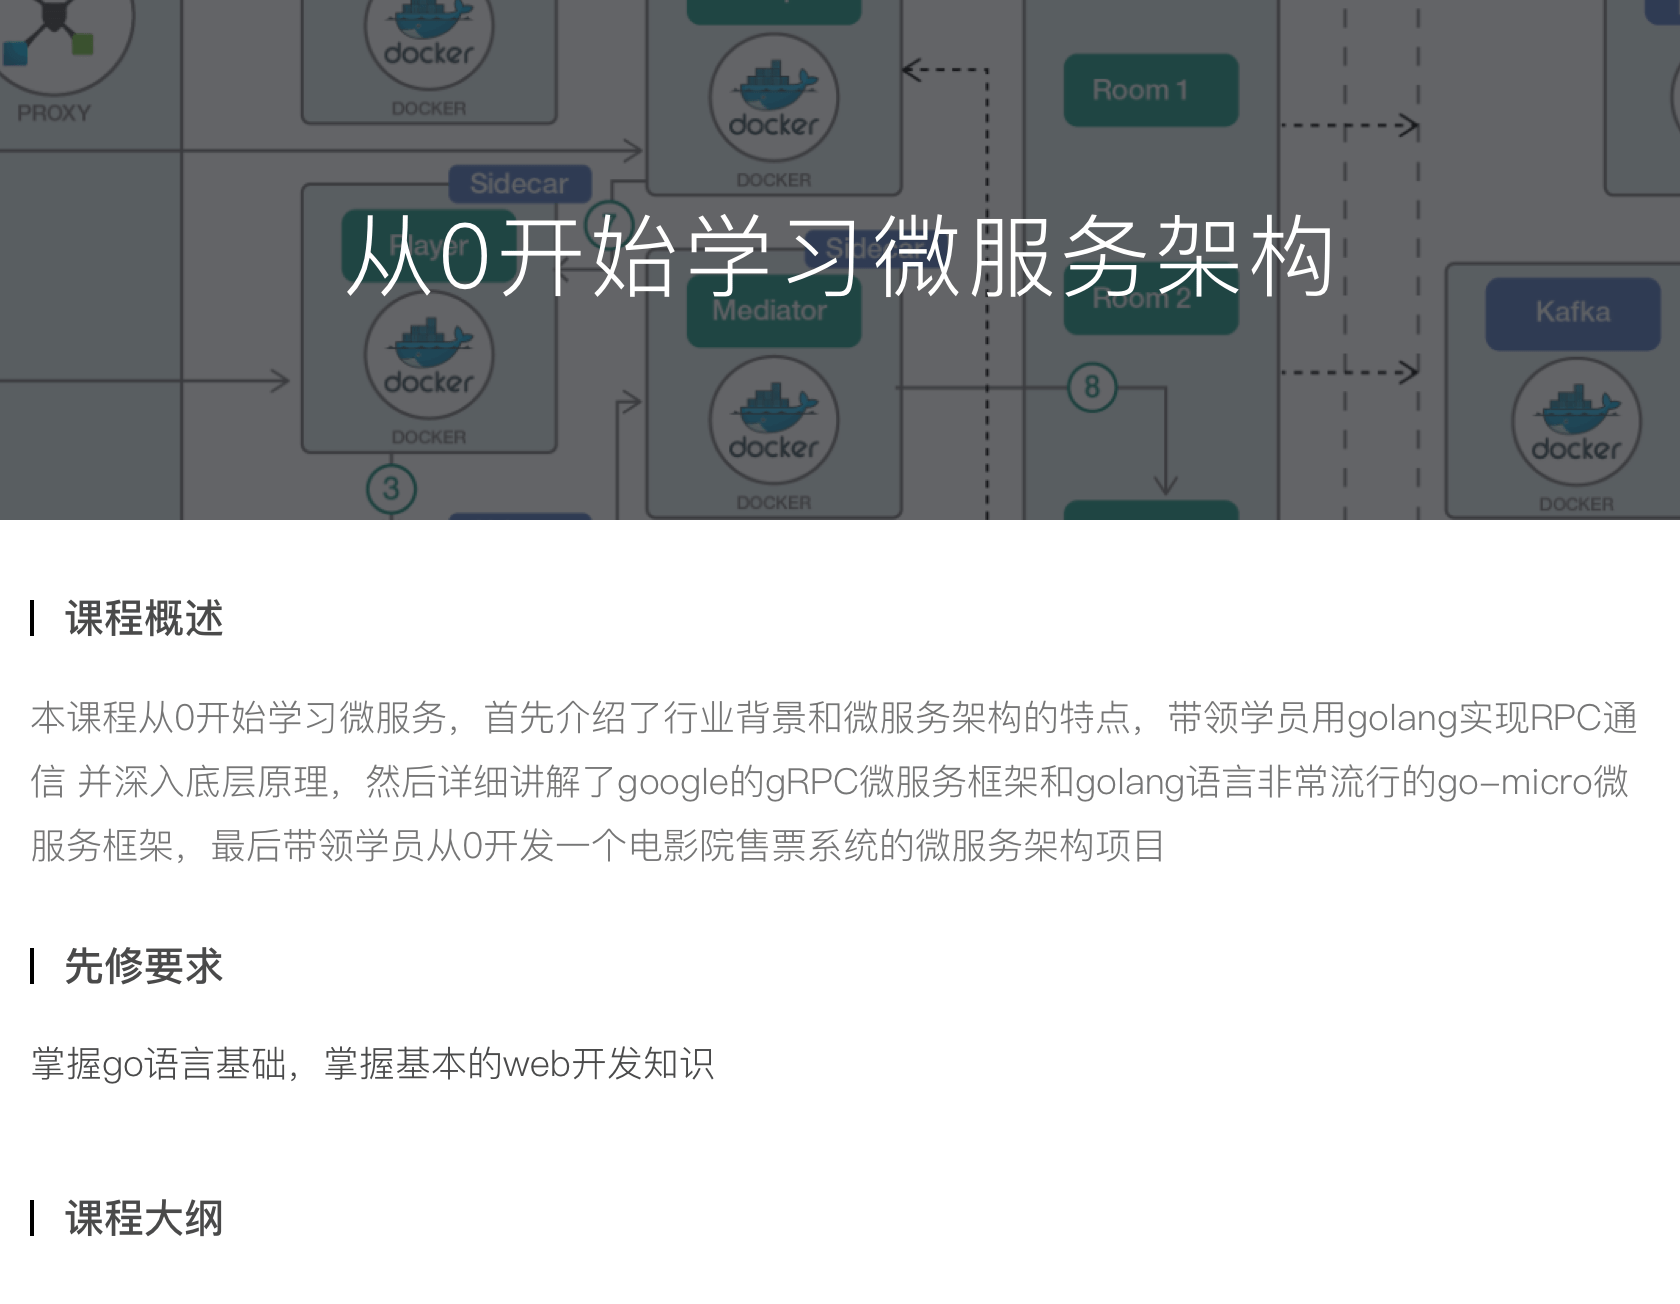 docker
DOCKER
PROXY
docker
DOCKER
Room 1
Sidecar
Player
从0开始学习微服务架构
Sidecar
Mediator
Room 2
Kafka
docker
DOCKER
docker
DOCKER
8
docker
DOCKER
3
课程概述
本课程从0开始学习微服务，首先介绍了行业背景和微服务架构的特点，带领学员用golang实现RPC通
信 并深入底层原理，然后详细讲解了google的gRPC微服务框架和golang语言非常流行的go-micro微
服务框架，最后带领学员从0开发一个电影院售票系统的微服务架构项目
先修要求
掌握go语言基础，掌握基本的web开发知识
课程大纲